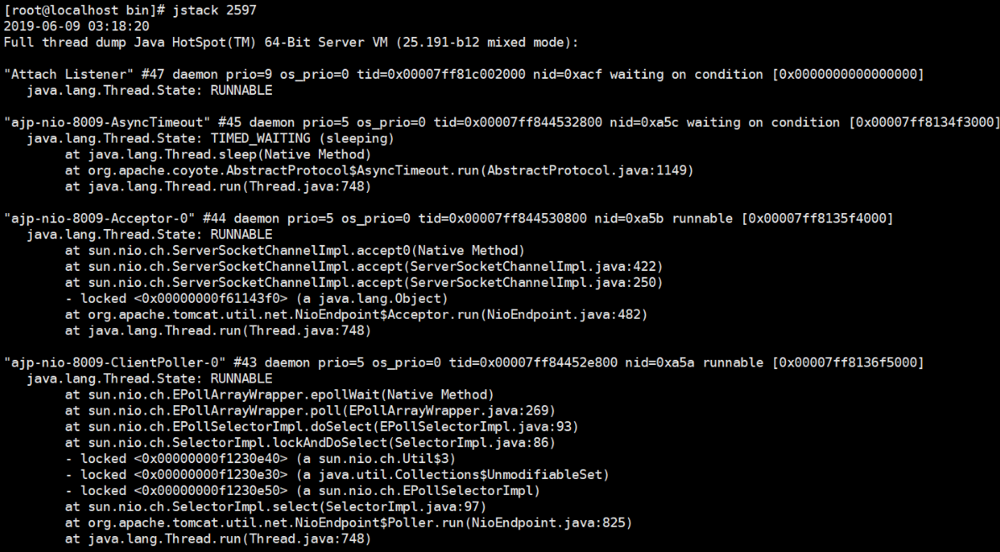 [root@localhost bin]# jstack 2597
2019-06-09 03:18:20
Full thread dump Java HotSpot(TM) 64-Bit Server VM (25.191-b12 mixed mode):

"Attach Listener" #47 daemon prio=9 os_prio=0 tid=0x00007ff81c002000 nid=0xacf waiting on condition [0x0000000000000000]
   java.lang.Thread.State: RUNNABLE

"ajp-nio-8009-AsyncTimeout" #45 daemon prio=5 os_prio=0 tid=0x00007ff844532800 nid=0xa5c waiting on condition [0x00007ff8134f3000]
   java.lang.Thread.State: TIMED_WAITING (sleeping)
        at java.lang.Thread.sleep(Native Method)
        at org.apache.coyote.AbstractProtocol$AsyncTimeout.run(AbstractProtocol.java:1149)
        at java.lang.Thread.run(Thread.java:748)

"ajp-nio-8009-Acceptor-0" #44 daemon prio=5 os_prio=0 tid=0x00007ff844530800 nid=0xa5b runnable [0x00007ff8135f4000]
   java.lang.Thread.State: RUNNABLE
        at sun.nio.ch.ServerSocketChannelImpl.accept0(Native Method)
        at sun.nio.ch.ServerSocketChannelImpl.accept(ServerSocketChannelImpl.java:422)
        at sun.nio.ch.ServerSocketChannelImpl.accept(ServerSocketChannelImpl.java:250)
        - locked <0x00000000f61143f0> (a java.lang.Object)
        at org.apache.tomcat.util.net.NioEndpoint$Acceptor.run(NioEndpoint.java:482)
        at java.lang.Thread.run(Thread.java:748)

"ajp-nio-8009-ClientPoller-0" #43 daemon prio=5 os_prio=0 tid=0x00007ff84452e800 nid=0xa5a runnable [0x00007ff8136f5000]
   java.lang.Thread.State: RUNNABLE
        at sun.nio.ch.EPollArrayWrapper.epollWait(Native Method)
        at sun.nio.ch.EPollArrayWrapper.poll(EPollArrayWrapper.java:269)
        at sun.nio.ch.EPollSelectorImpl.doSelect(EPollSelectorImpl.java:93)
        at sun.nio.ch.SelectorImpl.lockAndDoSelect(SelectorImpl.java:86)
        - locked <0x00000000f1230e40> (a sun.nio.ch.Util$3)
        - locked <0x00000000f1230e30> (a java.util.Collections$UnmodifiableSet)
        - locked <0x00000000f1230e50> (a sun.nio.ch.EPollSelectorImpl)
        at sun.nio.ch.SelectorImpl.select(SelectorImpl.java:97)
        at org.apache.tomcat.util.net.NioEndpoint$Poller.run(NioEndpoint.java:825)
        at java.lang.Thread.run(Thread.java:748)